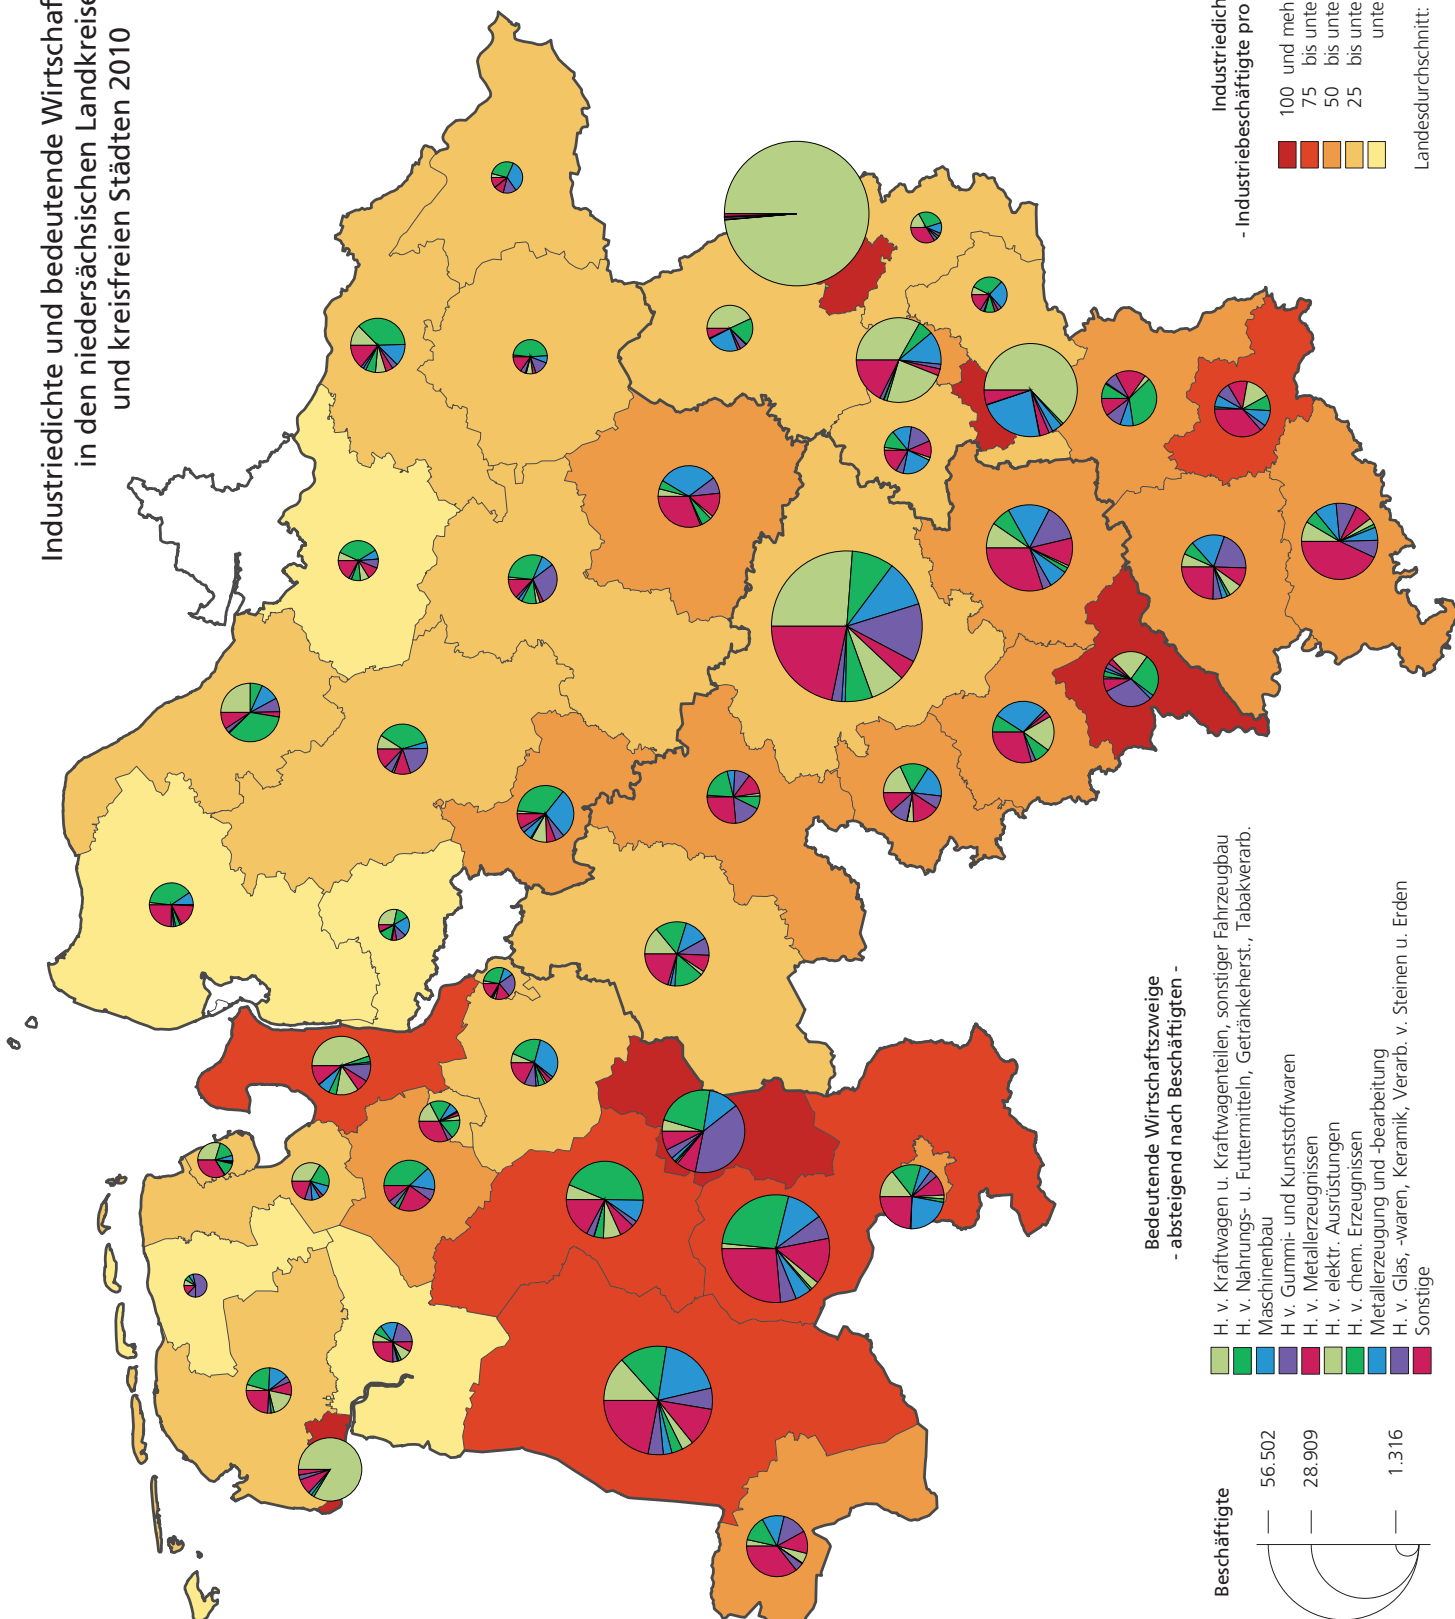 Industriedichte und bedeutende Wirtschaf
in den niedersächsischen Landkreise
und kreisfreien Städten 2010
Beschäftigte
56.502
28.909
1.316
Bedeutende Wirtschaftszweige
- absteigend nach Beschäftigten -
H. v. Kraftwagen u. Kraftwagenteilen, sonstiger Fahrzeugbau
H. v. Nahrungs- u. Futtermitteln, Getränkeherst., Tabakverarb.
Maschinenbau
H v. Gummi- und Kunststoffwaren
H. v. Metallerzeugnissen
H. v. elektr. Ausrüstungen
H. v. chem. Erzeugnissen
Metallerzeugung und -bearbeitung
H. v. Glas, -waren, Keramik, Verarb. v. Steinen u. Erden
Sonstige
Industriedich
- Industriebeschäftigte pro
100 und meh
75 bis unte
50 bis unte
25 bis unte
unte
Landesdurchschnitt: